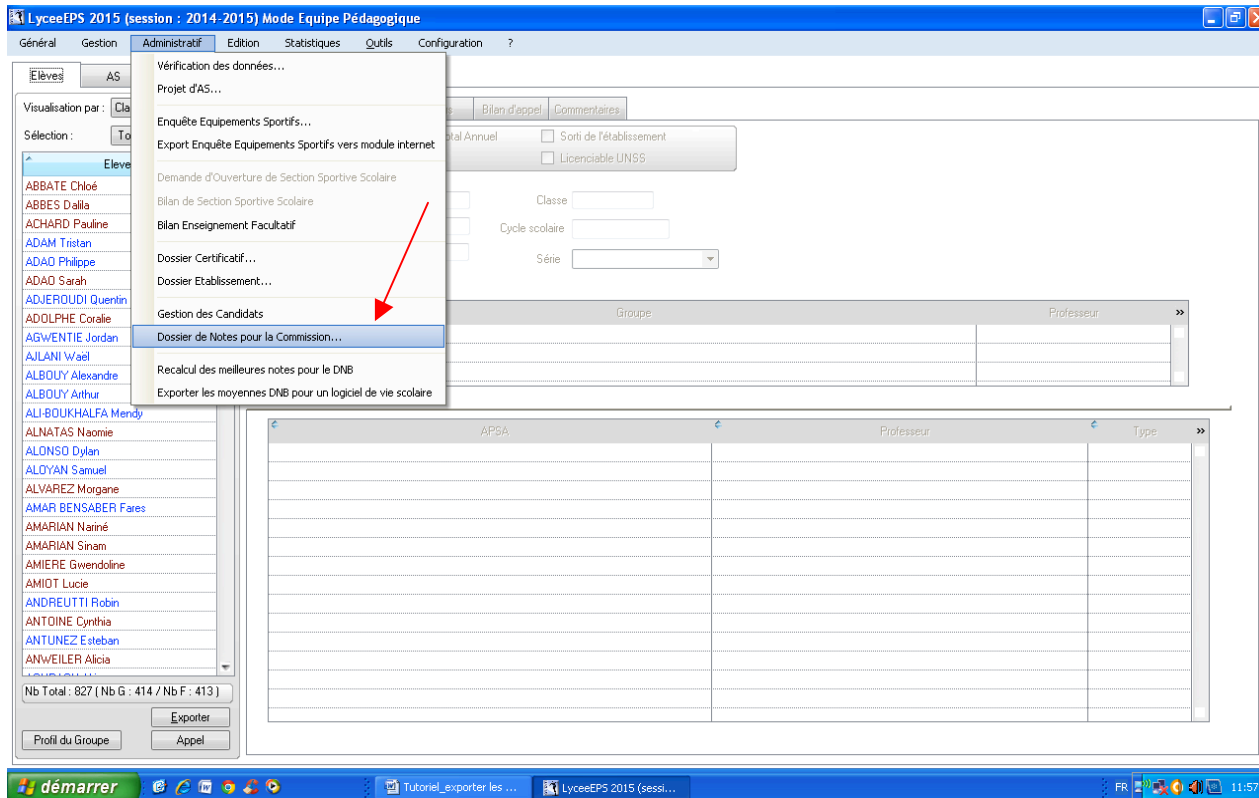 LyceeEPS 2015 (session : 2014-2015) Mode Equipe Pédagogique
Général Gestion Administratif Edition Statistiques Outils Configuration ?
Elèves AS
Vérification des données...
Projet d'AS...
Enquête Equipements Sportifs...
Export Enquête Equipements Sportifs vers module internet
Demande d'Ouverture de Section Sportive Scolaire
Bilan de Section Sportive Scolaire
Bilan Enseignement Facultatif
Dossier Certificatif...
Dossier Etablissement...
Gestion des Candidats
Dossier de Notes pour la Commission...
Recalcul des meilleures notes pour le DNB
Exporter les moyennes DNB pour un logiciel de vie scolaire
Visualisation par : Cla
Sélection : To
Bilan d'appel Commentaires
Annuel Sorti de l'établissement
Licenciable UNSS
Classe
Cycle scolaire
Série
Groupe Professeur »
APSA Professeur Type »
Eleve
ABBATE Chloé
ABBES Dalila
ACHARD Pauline
ADAM Tristan
ADAO Philippe
ADAO Sarah
ADJEROUDI Quentin
ADOLPHE Coralie
AGWENTIE Jordan
AJLANI Waël
ALBOUY Alexandre
ALBOUY Arthur
ALI-BOUKHALFA Mendy
ALNATAS Naomie
ALONSO Dylan
ALOYAN Samuel
ALVAREZ Morgane
AMAR BENSABER Fares
AMARIAN Nariné
AMARIAN Sinam
AMIERE Gwendoline
AMIOT Lucie
ANDREUTTI Robin
ANTOINE Cynthia
ANTUNEZ Esteban
ANWEILER Alicia
Nb Total : 827 ( Nb G : 414 / Nb F : 413 )
Exporter
Profil du Groupe Appel
démarrer Tutoriel_exporter les ... LyceeEPS 2015 (sessi... FR 11:57